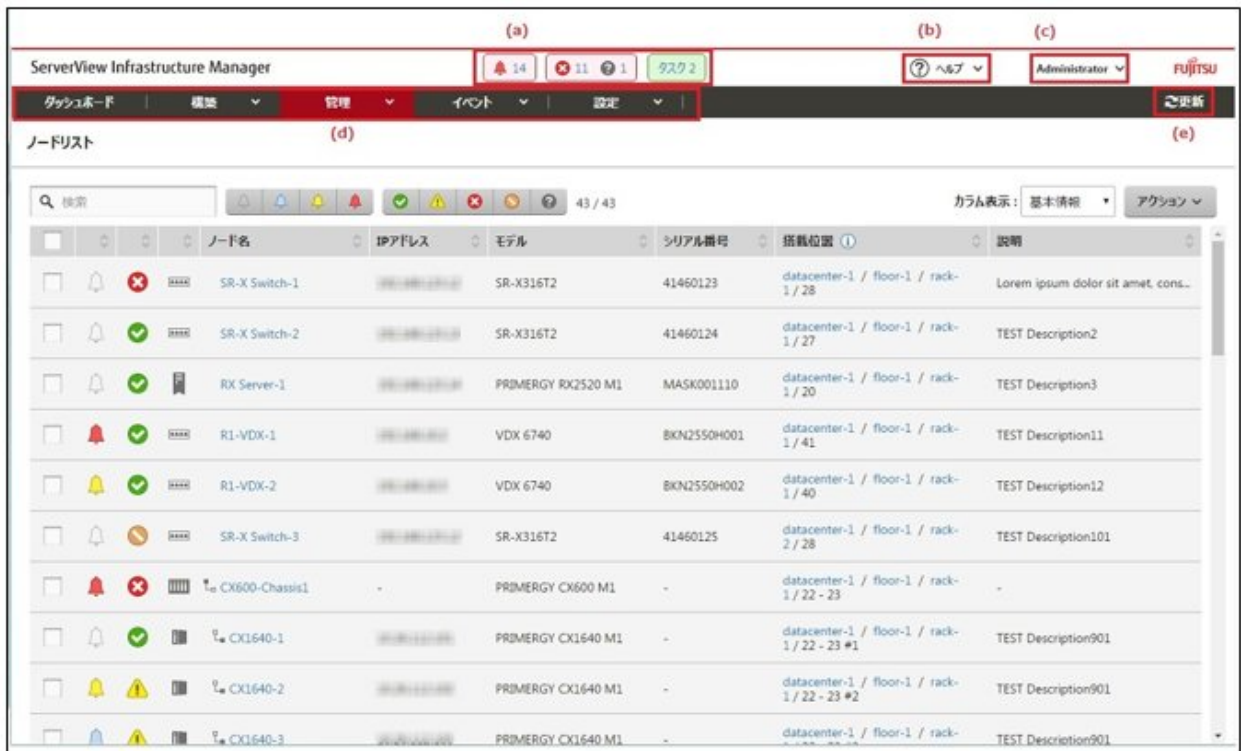 (a) (b) (c)
ServerView Infrastructure Manager 14 11 1 タスク 2 ヘルプ Administrator FUJITSU
ダッシュボード 構築 管理 イベント 設定 更新
(d) (e)
ノードリスト
検索 43 / 43 カラム表示 : 基本情報 アクション
ノード名 IPアドレス モデル シリアル番号 搭載位置 説明
SR-X Switch-1 SR-X316T2 41460123 datacenter-1 / floor-1 / rack- Lorem ipsum dolor sit amet, cons...
1 / 28
SR-X Switch-2 SR-X316T2 41460124 datacenter-1 / floor-1 / rack- TEST Description2
1 / 27
RX Server-1 PRIMERGY RX2520 M1 MASK001110 datacenter-1 / floor-1 / rack- TEST Description3
1 / 20
R1-VDX-1 VDX 6740 BKN2550H001 datacenter-1 / floor-1 / rack- TEST Description11
1 / 41
R1-VDX-2 VDX 6740 BKN2550H002 datacenter-1 / floor-1 / rack- TEST Description12
1 / 40
SR-X Switch-3 SR-X316T2 41460125 datacenter-1 / floor-1 / rack- TEST Description101
2 / 28
CX600-Chassis1 - PRIMERGY CX600 M1 - datacenter-1 / floor-1 / rack- -
1 / 22 - 23
CX1640-1 PRIMERGY CX1640 M1 - datacenter-1 / floor-1 / rack- TEST Description901
1 / 22 - 23 #1
CX1640-2 PRIMERGY CX1640 M1 - datacenter-1 / floor-1 / rack- TEST Description901
1 / 22 - 23 #2
CX1640-3 PRIMERGY CX1640 M1 - datacenter-1 / floor-1 / rack- TEST Description901